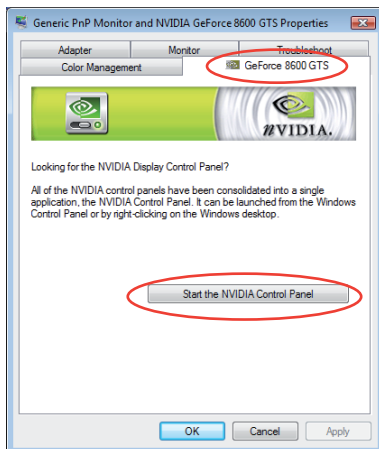 Generic PnP Monitor and NVIDIA GeForce 8600 GTS Properties
Adapter Monitor Troubleshoot
Color Management GeForce 8600 GTS
NVIDIA.
Looking for the NVIDIA Display Control Panel?
All of the NVIDIA control panels have been consolidated into a single
application, the NVIDIA Control Panel. It can be launched from the Windows
Control Panel or by right-clicking on the Windows desktop.
Start the NVIDIA Control Panel
OK Cancel Apply